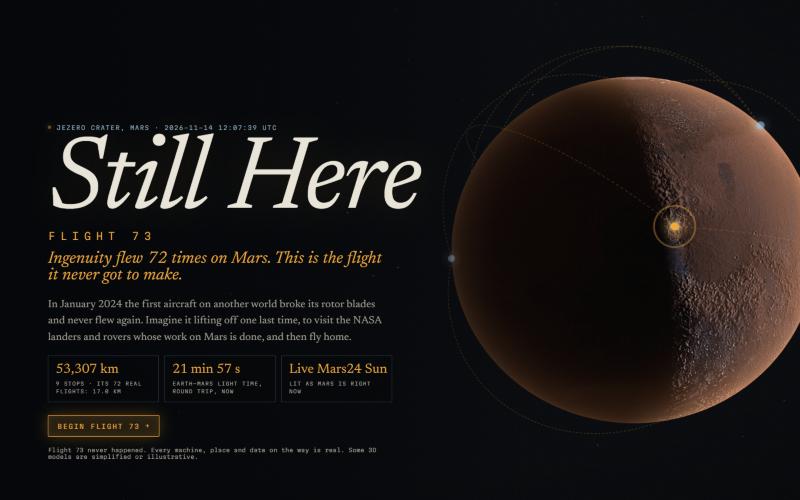 JEZERO CRATER, MARS · 2026-11-14 12:07:39 UTC
Still Here
FLIGHT 73
Ingenuity flew 72 times on Mars. This is the flight
it never got to make.
In January 2024 the first aircraft on another world broke its rotor blades
and never flew again. Imagine it lifting off one last time, to visit the NASA
landers and rovers whose work on Mars is done, and then fly home.
53,307 km
9 STOPS · ITS 72 REAL
FLIGHTS: 17.0 KM
21 min 57 s
EARTH–MARS LIGHT TIME,
ROUND TRIP, NOW
Live Mars24 Sun
LIT AS MARS IS RIGHT
NOW
BEGIN FLIGHT 73
Flight 73 never happened. Every machine, place and date on the way is real. Some 3D
models are simplified or illustrative.